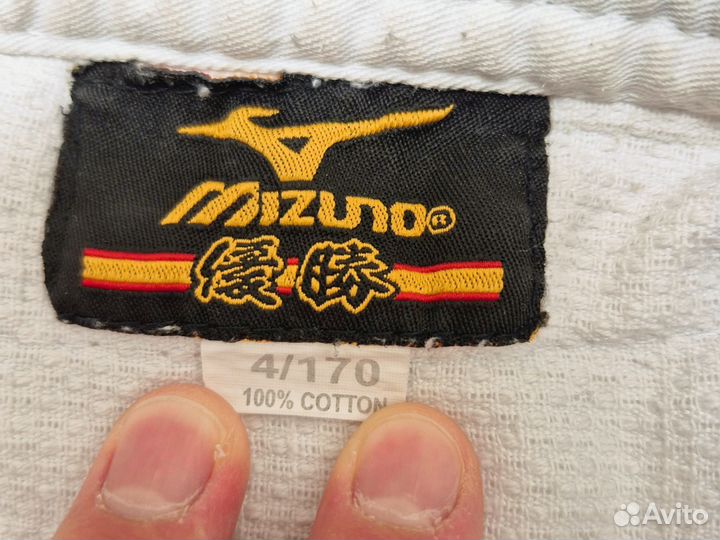 MIZUNO®
優勝
4/170
100% COTTON
Avito